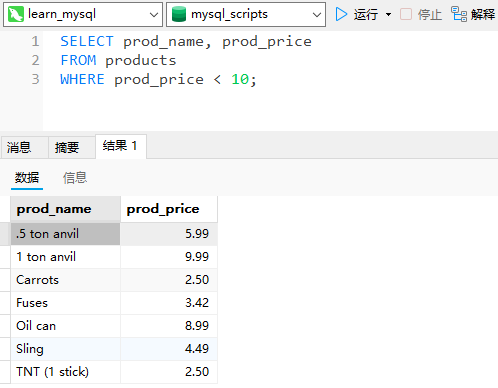 learn_mysql mysql_scripts 运行 停止 解释
1 SELECT prod_name, prod_price
2 FROM products
3 WHERE prod_price < 10;
消息 摘要 结果 1
数据 信息
prod_name prod_price
.5 ton anvil 5.99
1 ton anvil 9.99
Carrots 2.50
Fuses 3.42
Oil can 8.99
Sling 4.49
TNT (1 stick) 2.50